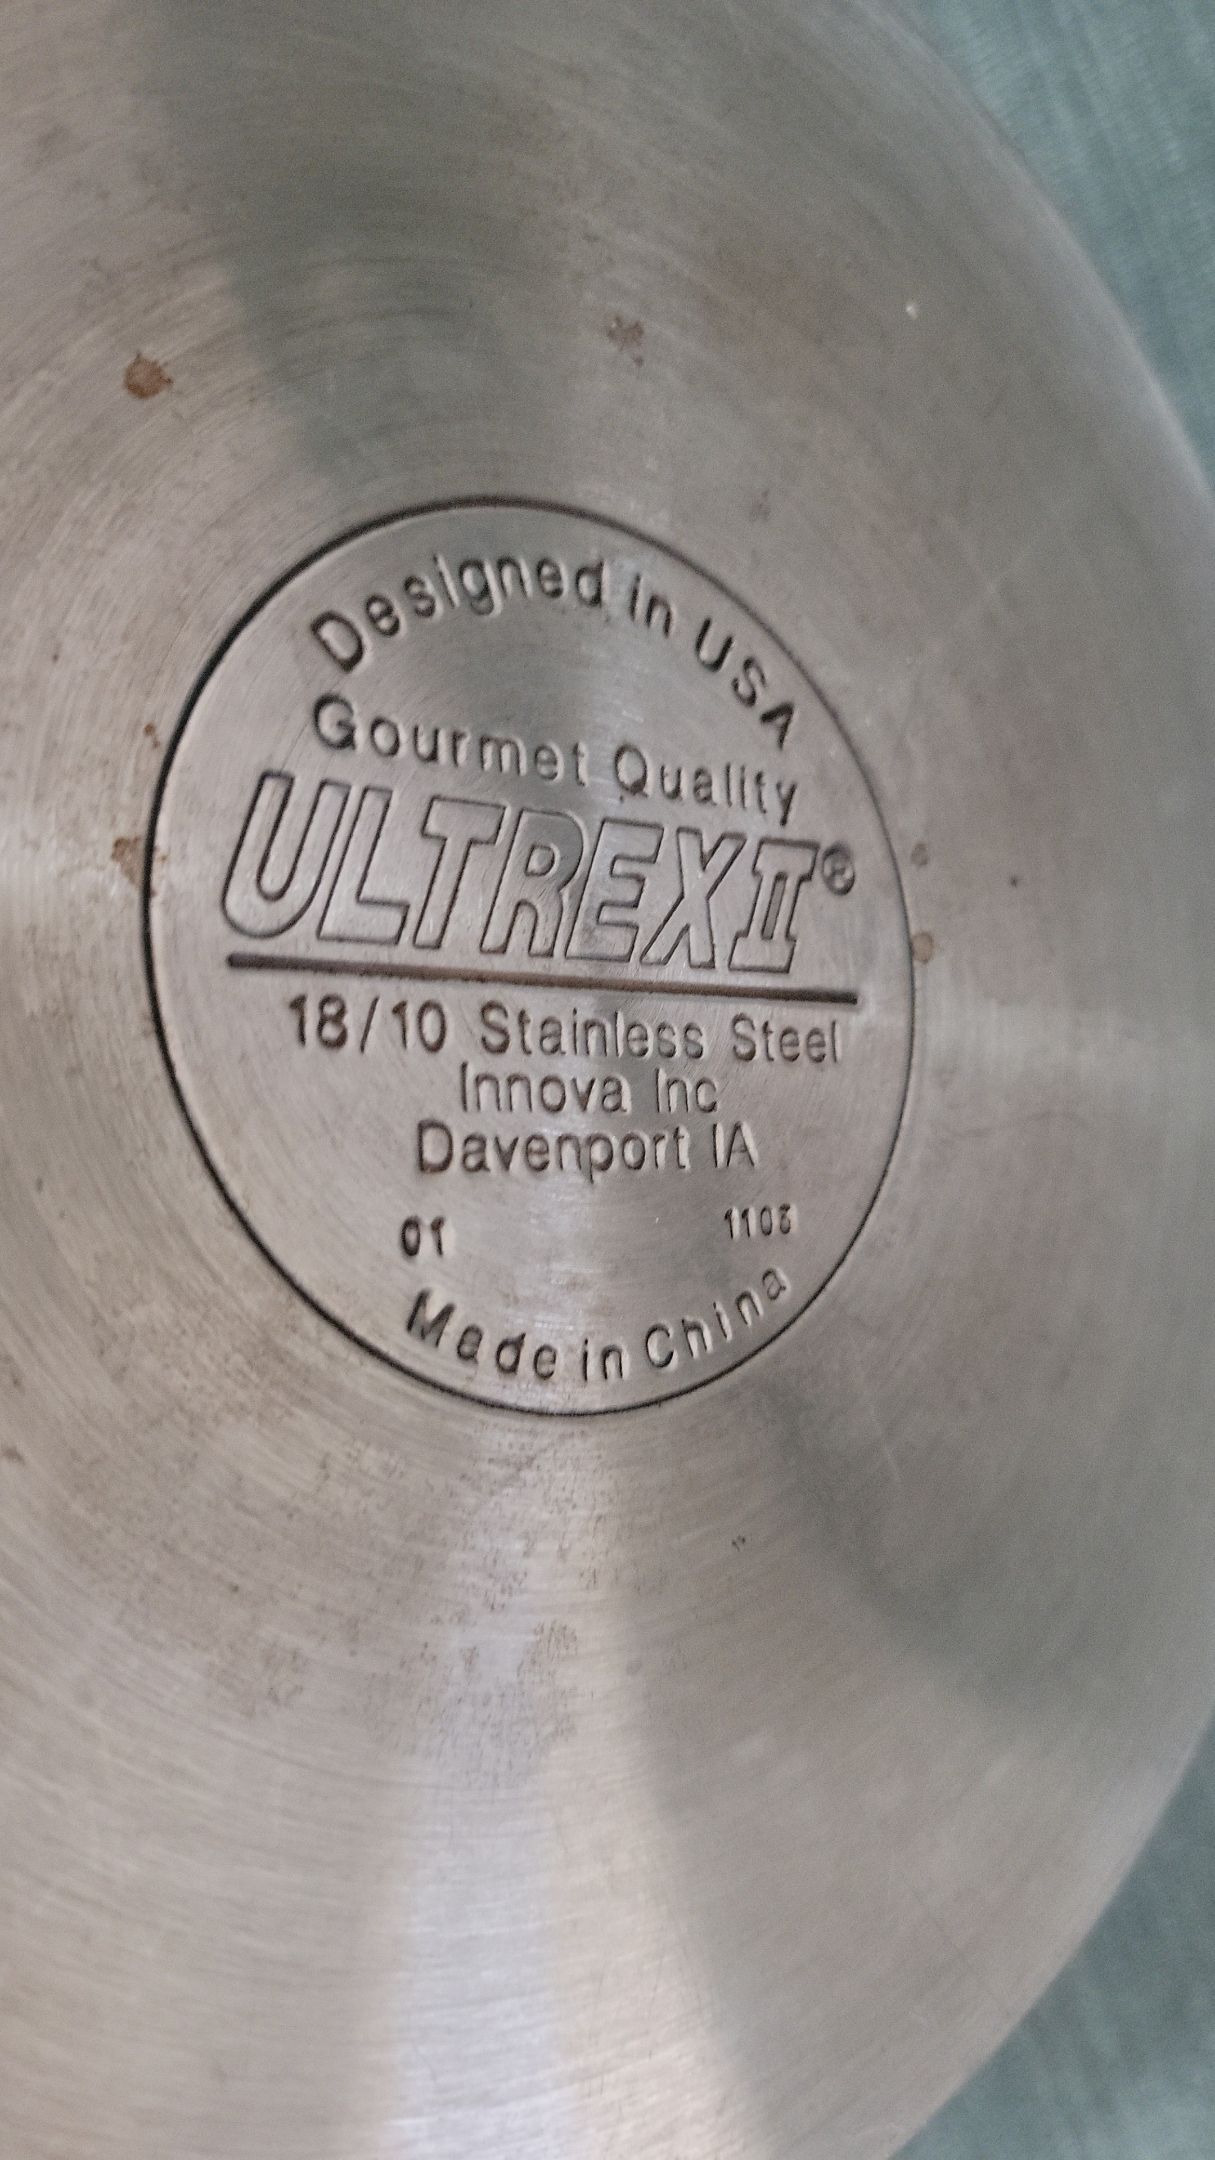 Designed in USA
Gourmet Quality
ULTREX II®
18/10 Stainless Steel
Innova Inc
Davenport IA
01
Made in China